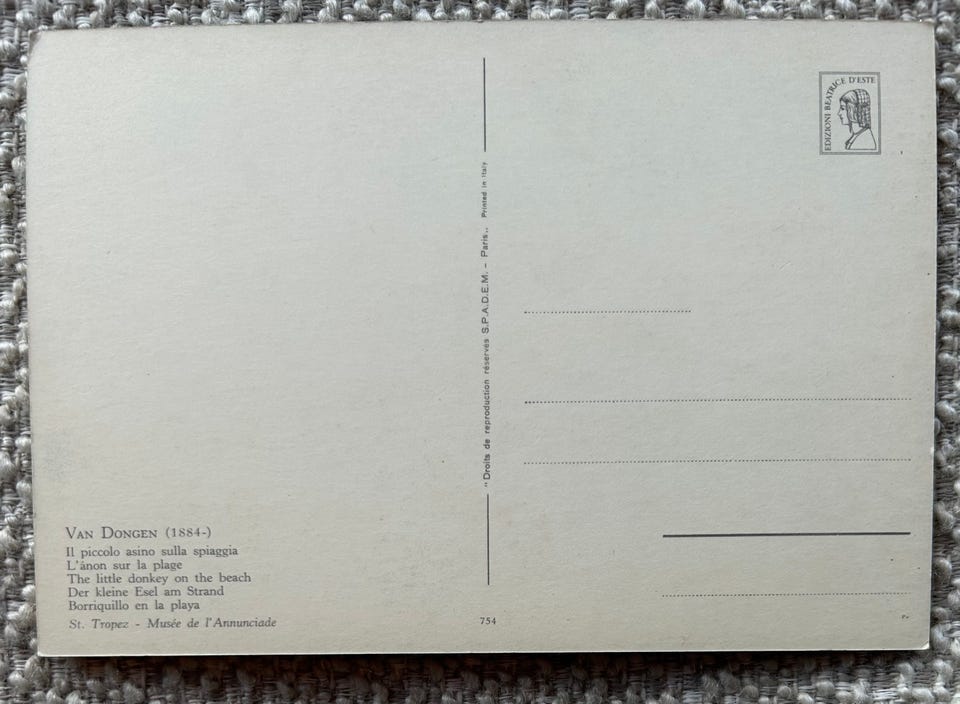 VAN DONGEN (1884-)
Il piccolo asino sulla spiaggia
L'ânon sur la plage
The little donkey on the beach
Der kleine Esel am Strand
Borriquillo en la playa
St. Tropez - Musée de l'Annunciade
"Droits de reproduction réservés S.P.A.D.E.M. - Paris.. Printed in Italy
754
EDIZIONI BEATRICE D'ESTE